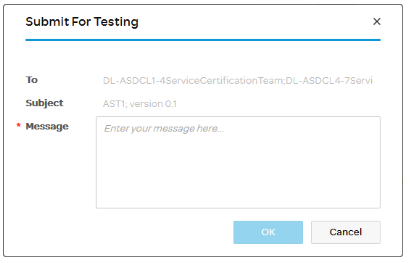 Submit For Testing
To DL-ASDCL1-4ServiceCertificationTeam;DL-ASDCL4-7Servi
Subject AST1; version 0.1
* Message Enter your message here...
OK Cancel